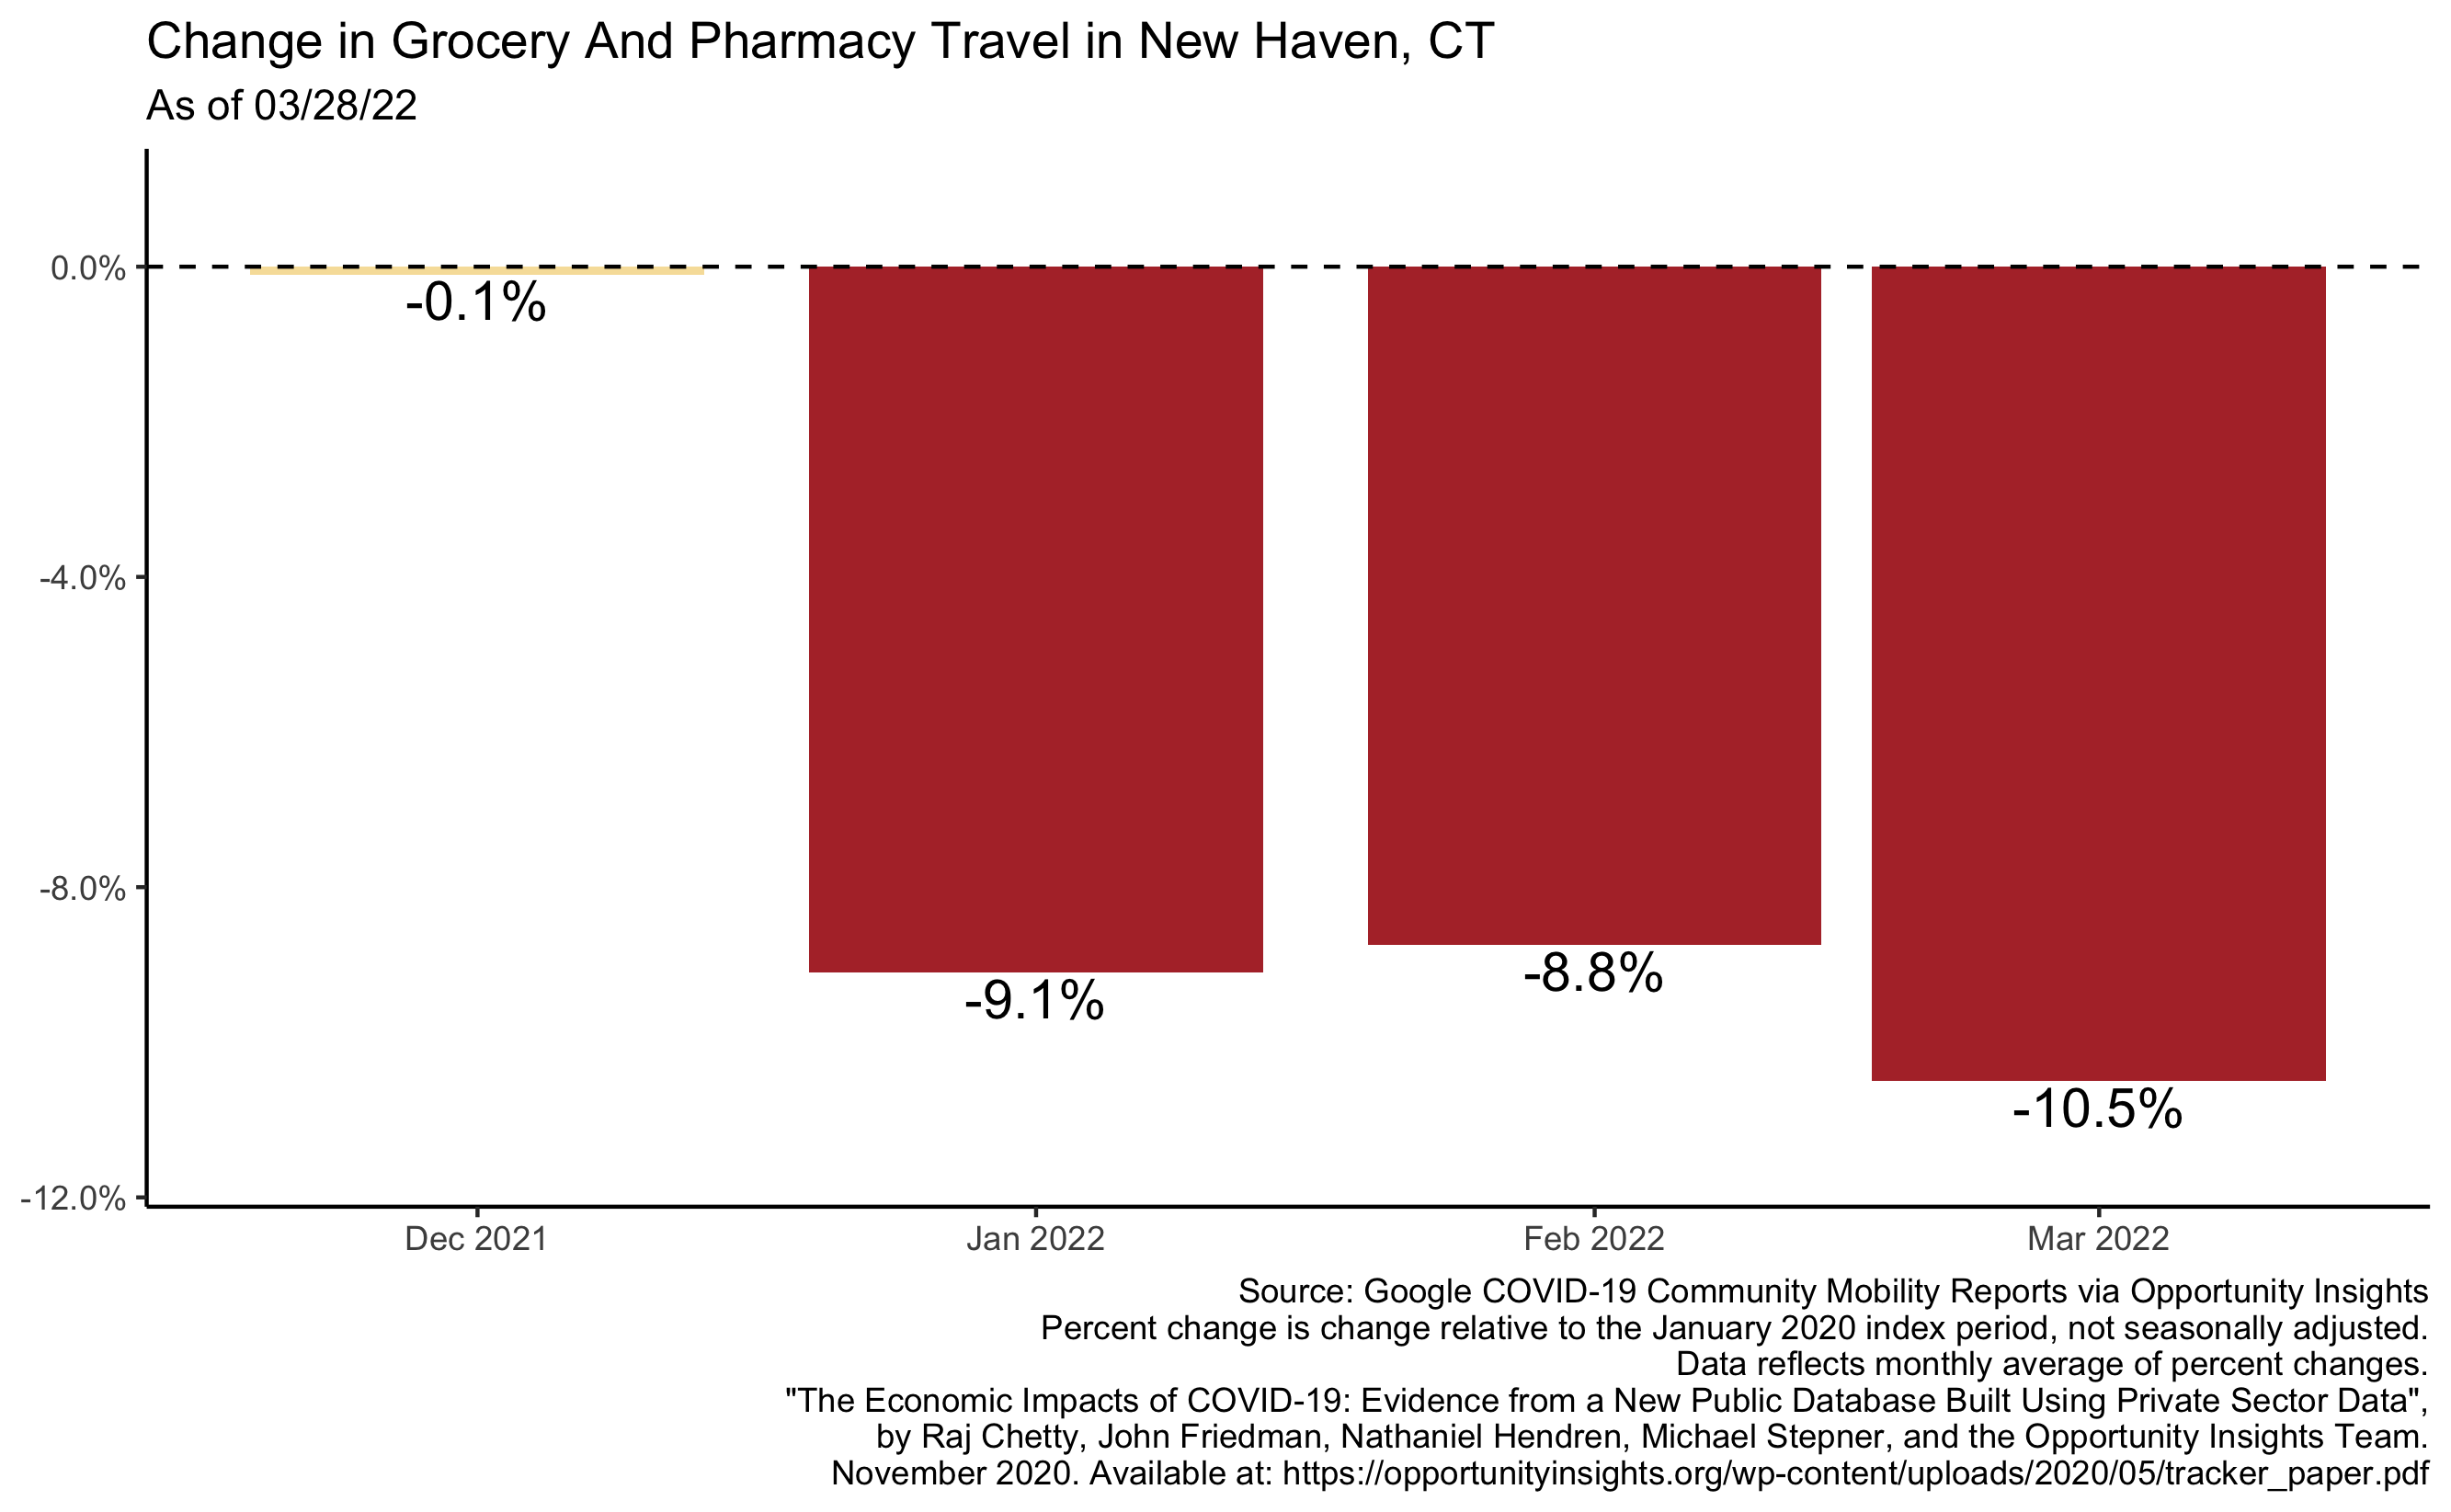 Change in Grocery And Pharmacy Travel in New Haven, CT
As of 03/28/22
0.0%
-4.0%
-8.0%
-12.0%
-0.1%
-9.1%
-8.8%
-10.5%
Dec 2021
Jan 2022
Feb 2022
Mar 2022
Source: Google COVID-19 Community Mobility Reports via Opportunity Insights
Percent change is change relative to the January 2020 index period, not seasonally adjusted.
Data reflects monthly average of percent changes.
"The Economic Impacts of COVID-19: Evidence from a New Public Database Built Using Private Sector Data",
by Raj Chetty, John Friedman, Nathaniel Hendren, Michael Stepner, and the Opportunity Insights Team.
November 2020. Available at: https://opportunityinsights.org/wp-content/uploads/2020/05/tracker_paper.pdf